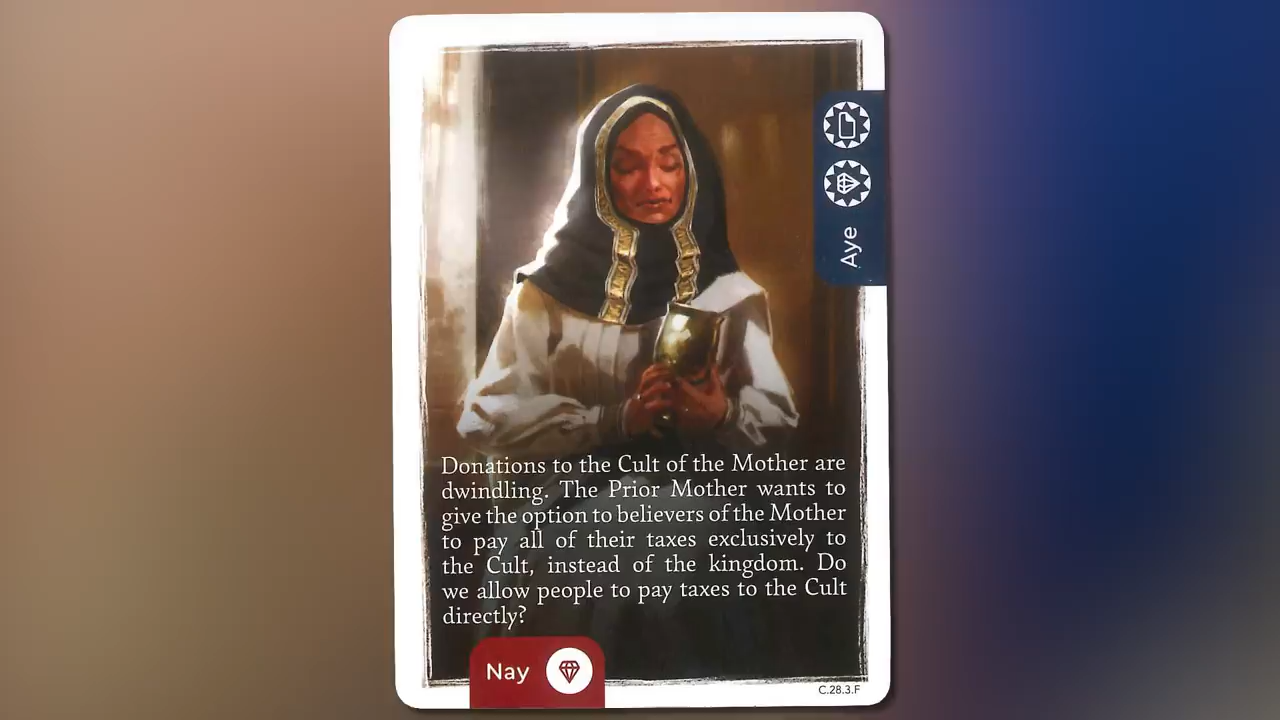 Aye
Donations to the Cult of the Mother are
dwindling. The Prior Mother wants to
give the option to believers of the Mother
to pay all of their taxes exclusively to
the Cult, instead of the kingdom. Do
we allow people to pay taxes to the Cult
directly?
Nay
C.28.3.F